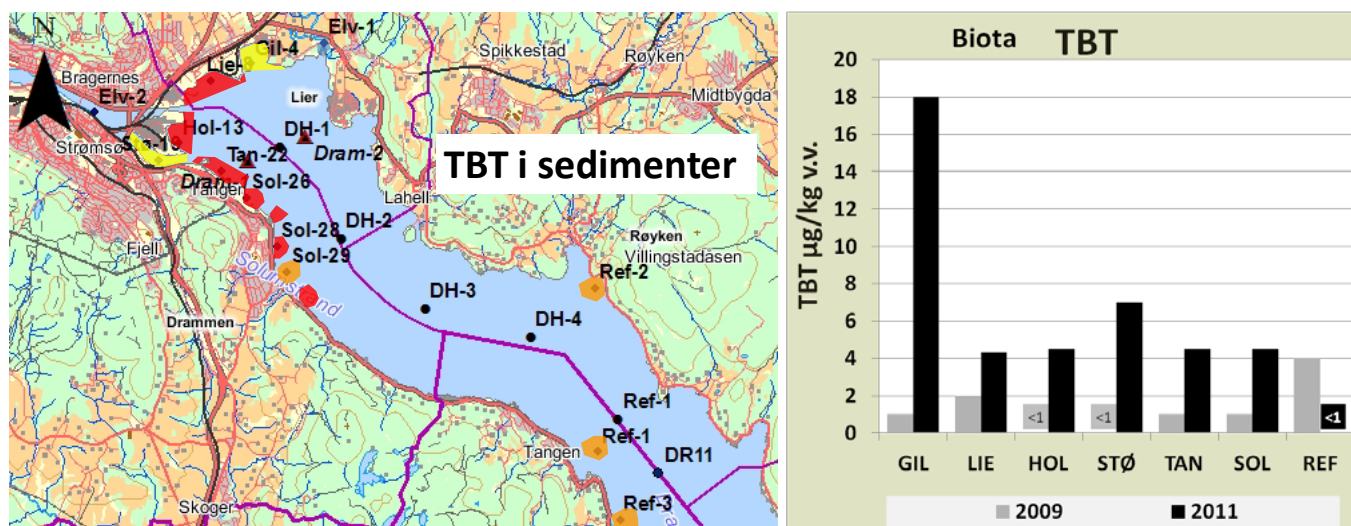 N
Elv-1
Gil-4
Spikkestad
Røyken
Bragernes
Lie-3
Midtbygda
Elv-2
Lier
Hol-13
DH-1
Strømsø
Dram-2
Tan-22
TBT i sedimenter
Sol-26
Tangen
Lahell
DH-2
Sol-28
Fjell
Røyken
Sol-29
Villingstadåsen
Solumstrand
Ref-2
DH-3
Drammen
DH-4
Ref-1
Ref-1
Tangen
DR11
Skoger
Ref-3
Biota TBT
TBT µg/kg v.v.
20
18
16
14
12
10
8
6
4
2
0
<1
<1
<1
GIL LIE HOL STØ TAN SOL REF
2009 2011